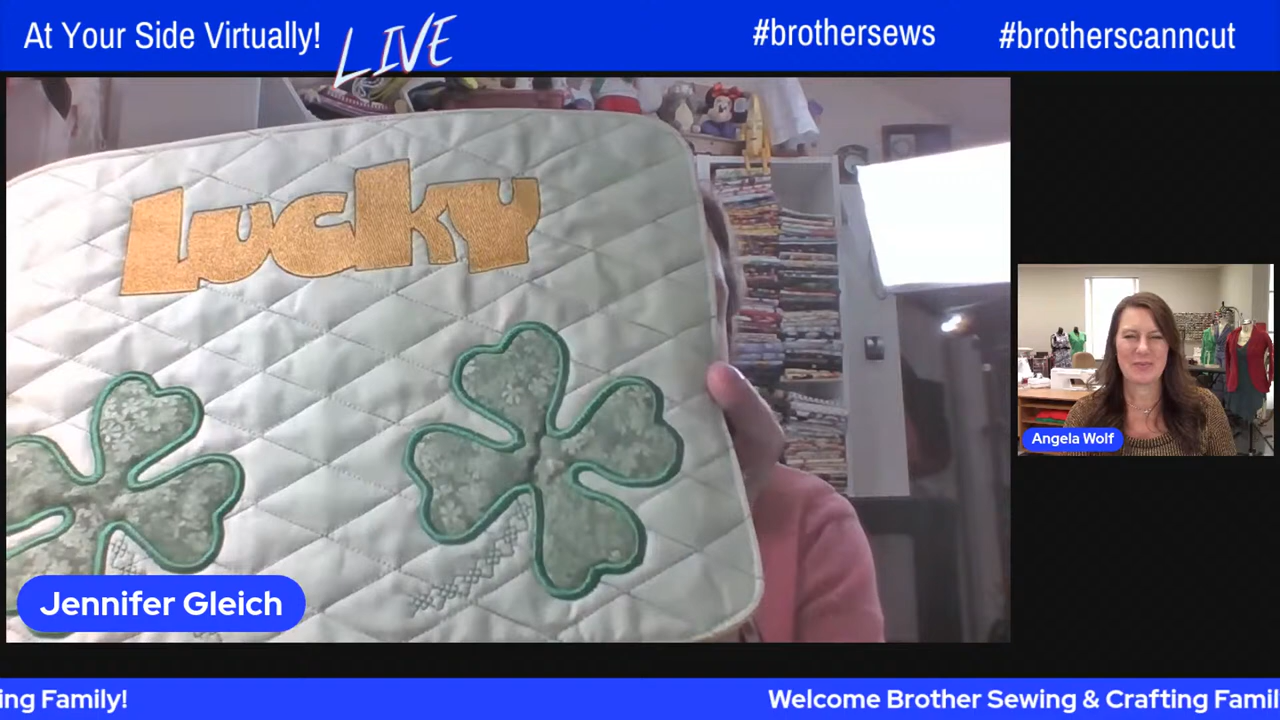 At Your Side Virtually!
LIVE
#brothersews
#brotherscanncut
Lucky
Angela Wolf
Jennifer Gleich
ing Family!
Welcome Brother Sewing & Crafting Famil